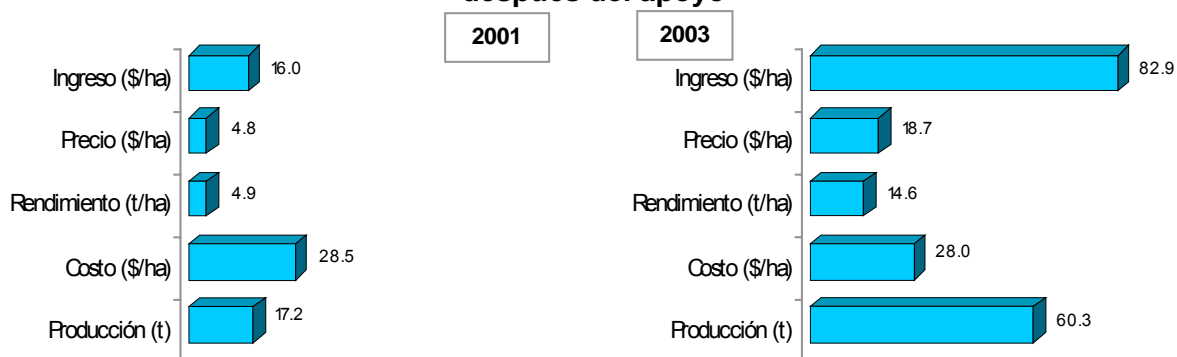 después del apoyo
2001
Ingreso ($/ha) 16.0
Precio ($/ha) 4.8
Rendimiento (t/ha) 4.9
Costo ($/ha) 28.5
Producción (t) 17.2
2003
Ingreso ($/ha) 82.9
Precio ($/ha) 18.7
Rendimiento (t/ha) 14.6
Costo ($/ha) 28.0
Producción (t) 60.3